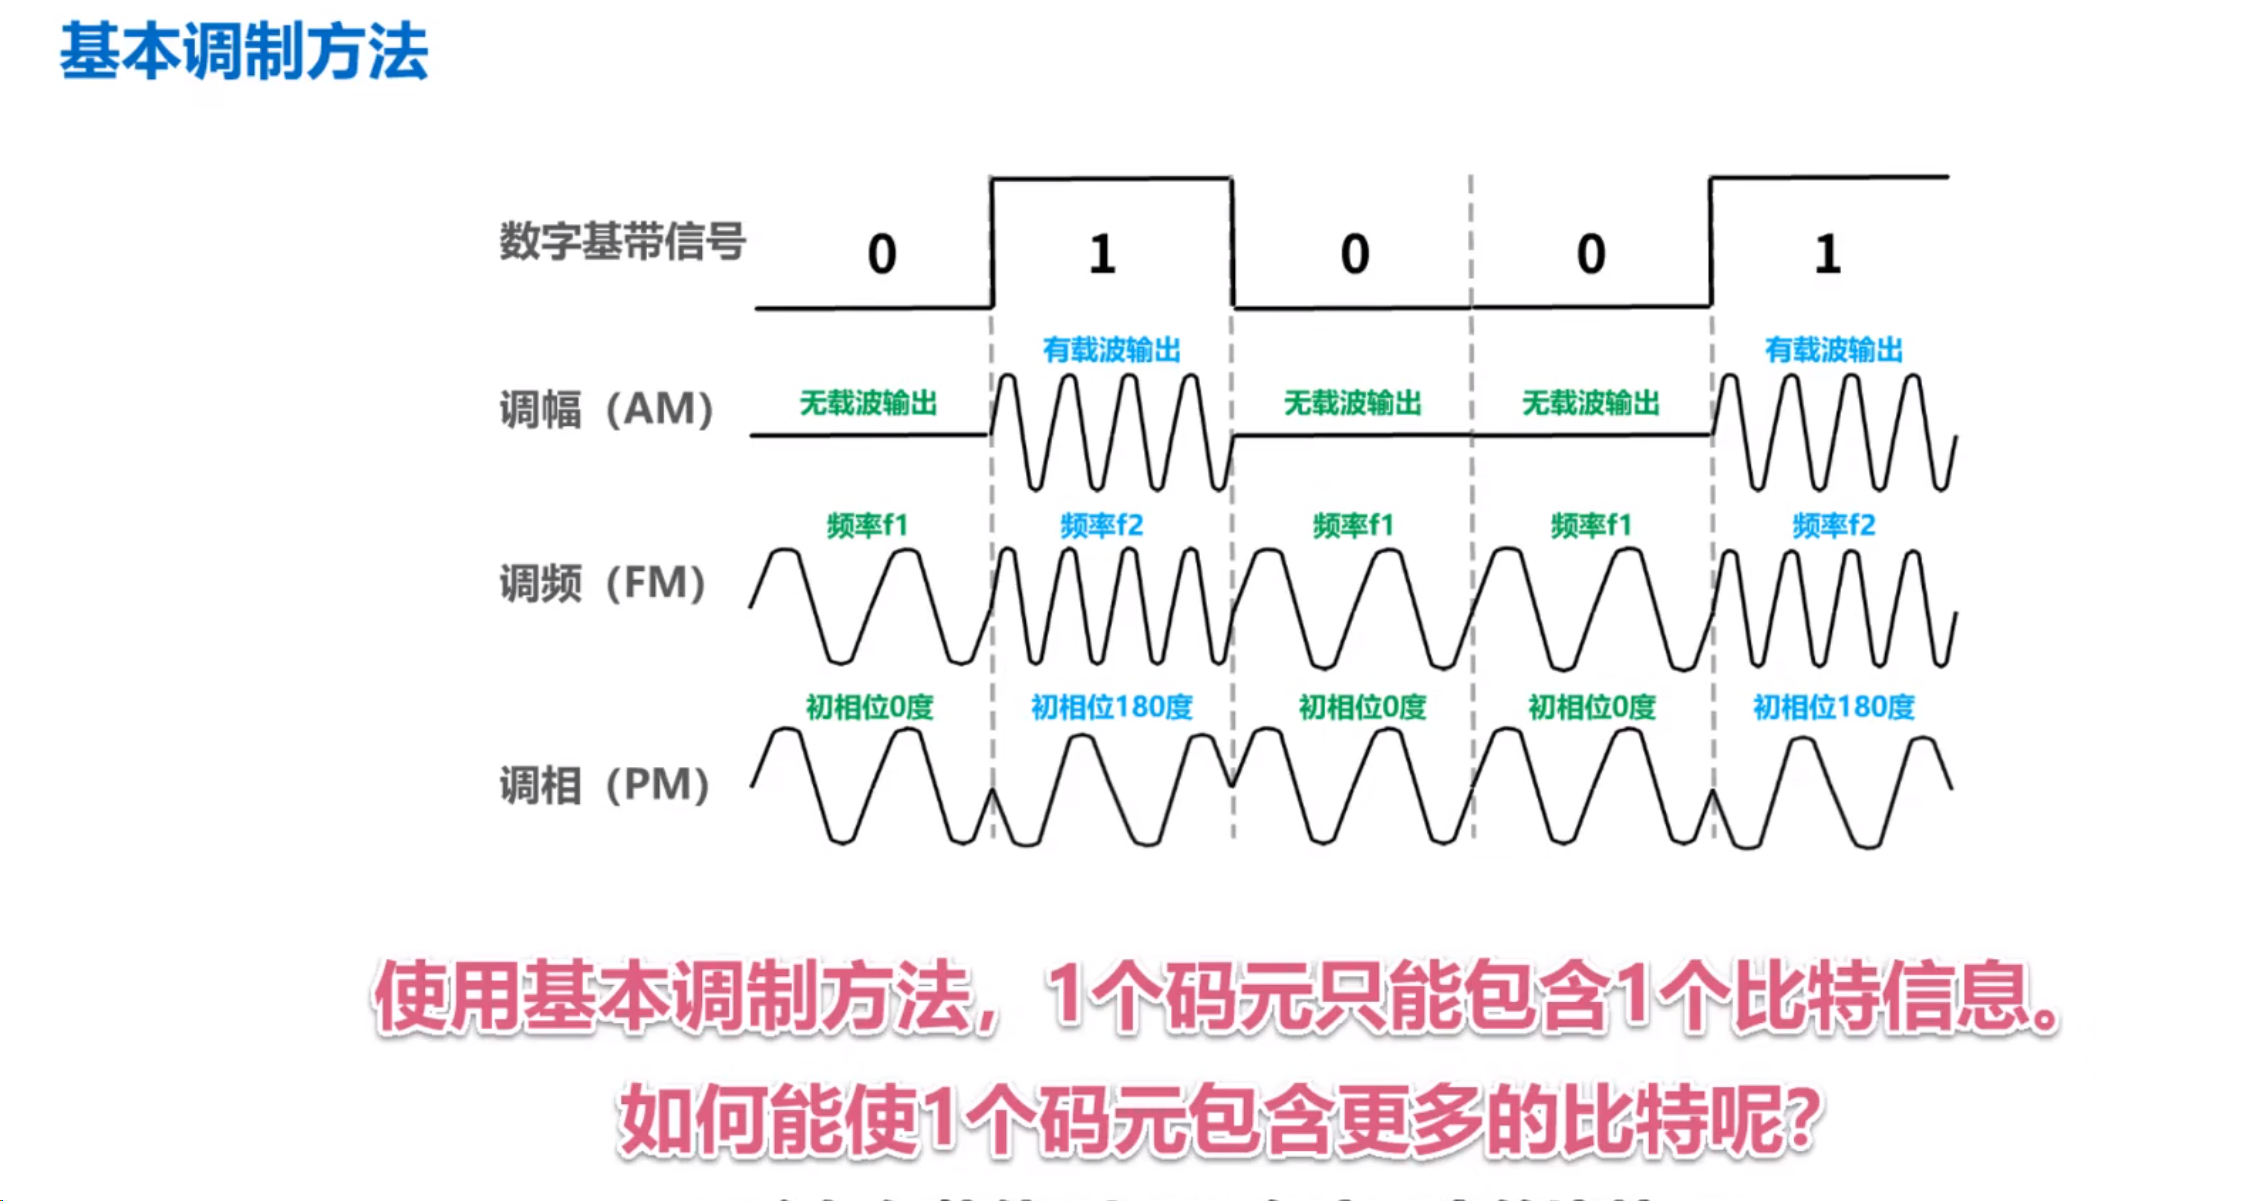 基本调制方法
数字基带信号 0 1 0 0 1
有载波输出 有载波输出
调幅（AM） 无载波输出 无载波输出 无载波输出
频率f1 频率f2 频率f1 频率f1 频率f2
调频（FM）
初相位0度 初相位180度 初相位0度 初相位0度 初相位180度
调相（PM）
使用基本调制方法，1个码元只能包含1个比特信息。
如何能使1个码元包含更多的比特呢？